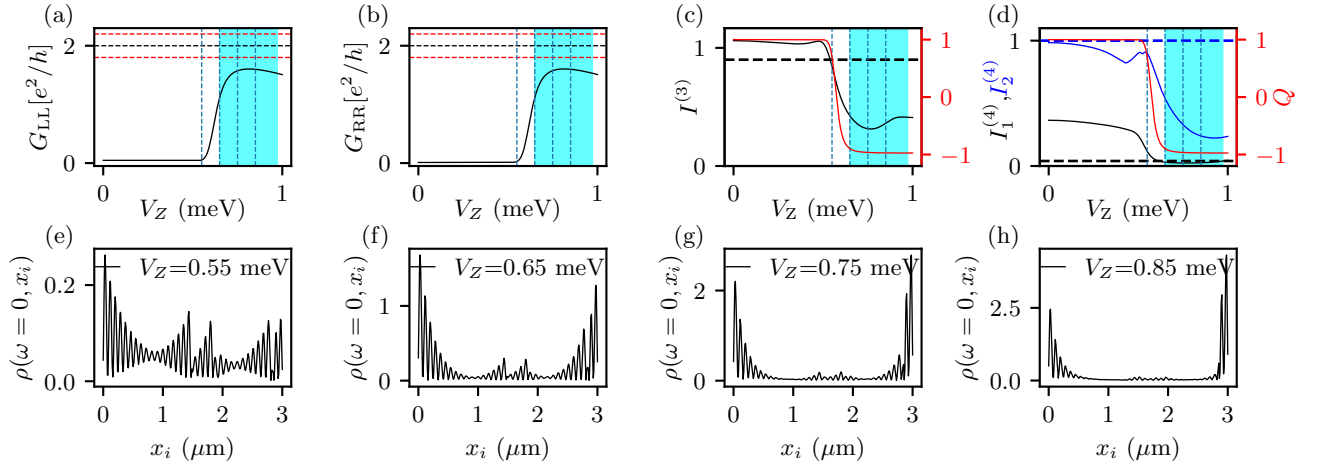 (a)
G_LL[e²/h]
2
0
0
1
V_Z (meV)
(b)
G_RR[e²/h]
2
0
0
1
V_Z (meV)
(c)
I^(3)
1
0
0
1
V_Z (meV)
1
0
−1
(d)
I_1^(4), I_2^(4)
1
0
0
1
V_Z (meV)
1
0
−1
Q
(e)
ρ(ω = 0, x_i)
V_Z=0.55 meV
0.2
0.0
0
1
2
3
x_i (μm)
(f)
ρ(ω = 0, x_i)
V_Z=0.65 meV
1
0
0
1
2
3
x_i (μm)
(g)
ρ(ω = 0, x_i)
V_Z=0.75 meV
2
0
0
1
2
3
x_i (μm)
(h)
ρ(ω = 0, x_i)
V_Z=0.85 meV
2.5
0.0
0
1
2
3
x_i (μm)